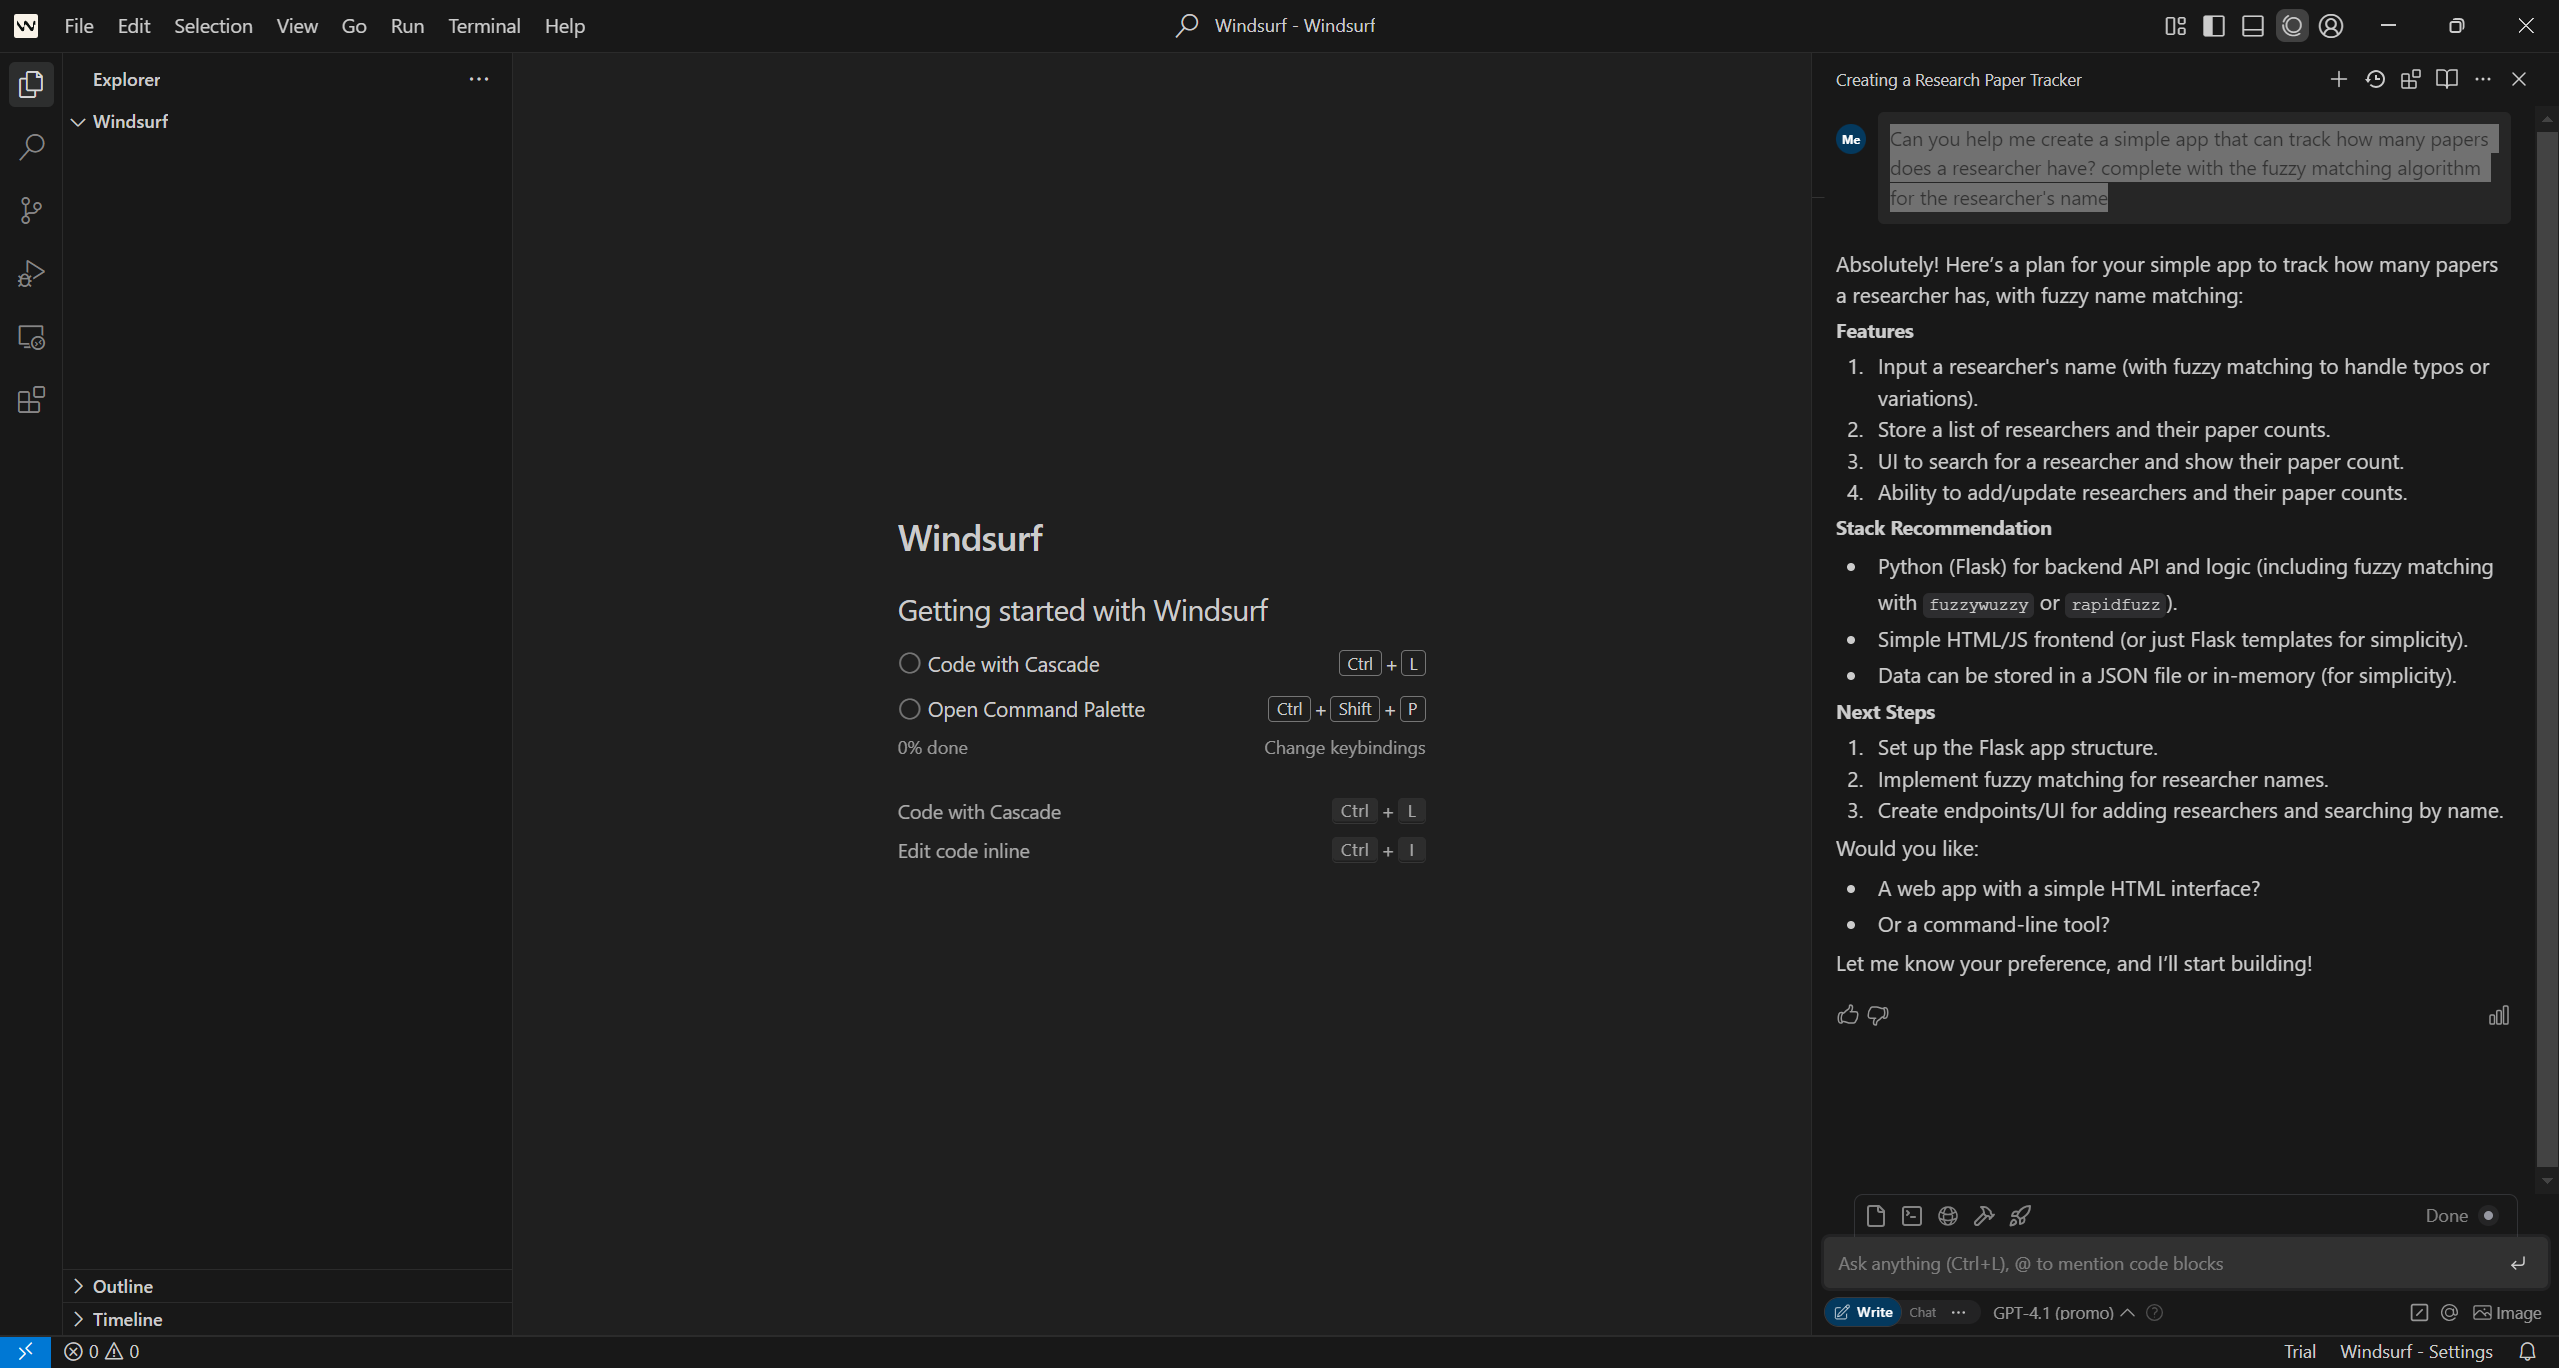 File Edit Selection View Go Run Terminal Help
Windsurf - Windsurf
Explorer
Windsurf
Outline
Timeline
Windsurf
Getting started with Windsurf
Code with Cascade Ctrl + L
Open Command Palette Ctrl + Shift + P
0% done Change keybindings
Code with Cascade Ctrl + L
Edit code inline Ctrl + I
Creating a Research Paper Tracker
Me
Can you help me create a simple app that can track how many papers
does a researcher have? complete with the fuzzy matching algorithm
for the researcher's name
Absolutely! Here’s a plan for your simple app to track how many papers
a researcher has, with fuzzy name matching:
Features
1. Input a researcher's name (with fuzzy matching to handle typos or
variations).
2. Store a list of researchers and their paper counts.
3. UI to search for a researcher and show their paper count.
4. Ability to add/update researchers and their paper counts.
Stack Recommendation
• Python (Flask) for backend API and logic (including fuzzy matching
with fuzzywuzzy or rapidfuzz ).
• Simple HTML/JS frontend (or just Flask templates for simplicity).
• Data can be stored in a JSON file or in-memory (for simplicity).
Next Steps
1. Set up the Flask app structure.
2. Implement fuzzy matching for researcher names.
3. Create endpoints/UI for adding researchers and searching by name.
Would you like:
• A web app with a simple HTML interface?
• Or a command-line tool?
Let me know your preference, and I’ll start building!
Done
Ask anything (Ctrl+L), @ to mention code blocks
Write Chat ··· GPT-4.1 (promo) Image
0 0 Trial Windsurf - Settings